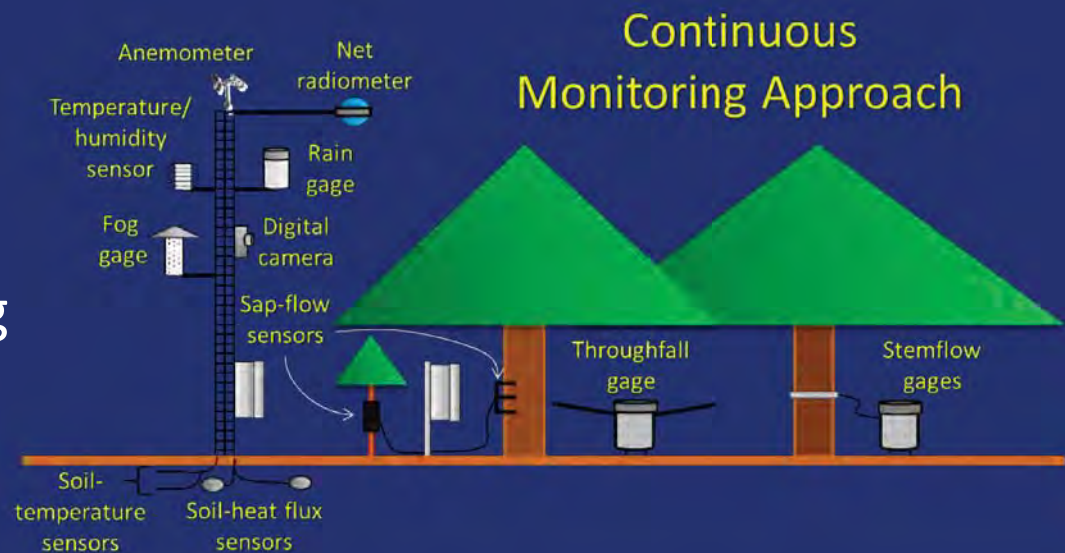 Continuous
Monitoring Approach
Anemometer
Net
radiometer
Temperature/
humidity
sensor
Rain
gage
Fog
gage
Digital
camera
Sap-flow
sensors
Throughfall
gage
Stemflow
gages
Soil-
temperature
sensors
Soil-heat flux
sensors
g